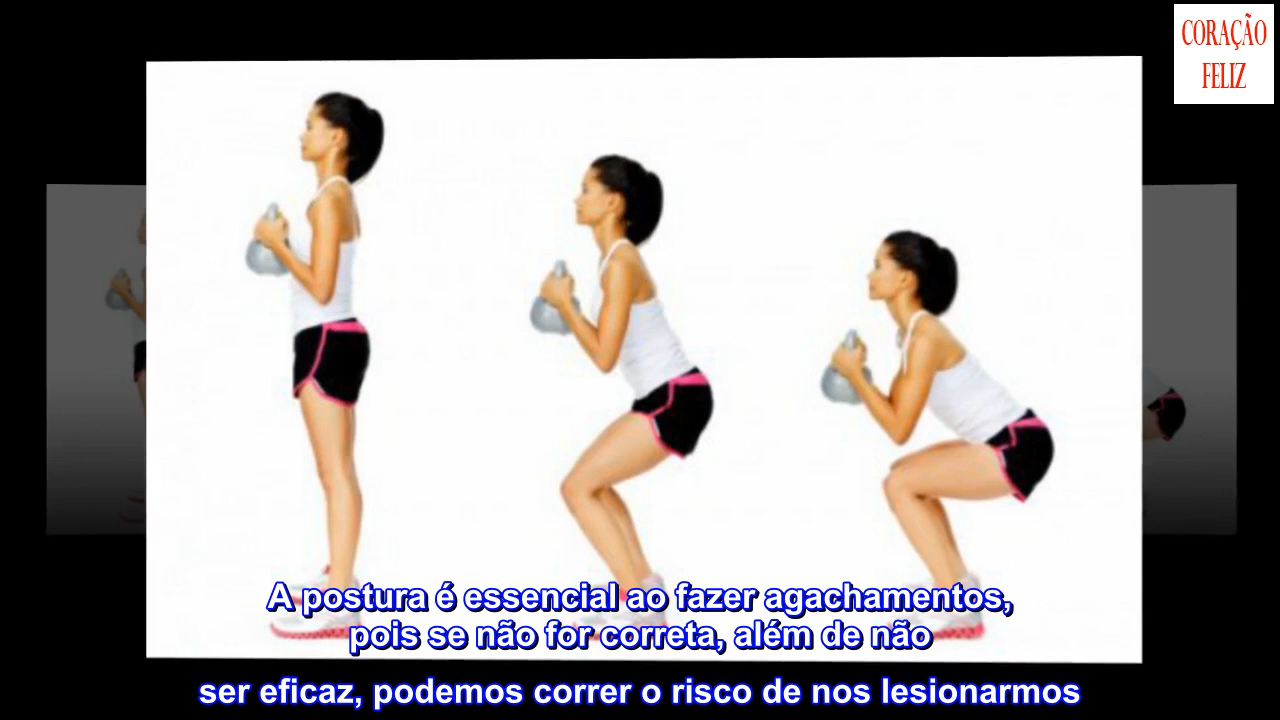 CORAÇÃO
FELIZ
A postura é essencial ao fazer agachamentos,
pois se não for correta, além de não
ser eficaz, podemos correr o risco de nos lesionarmos